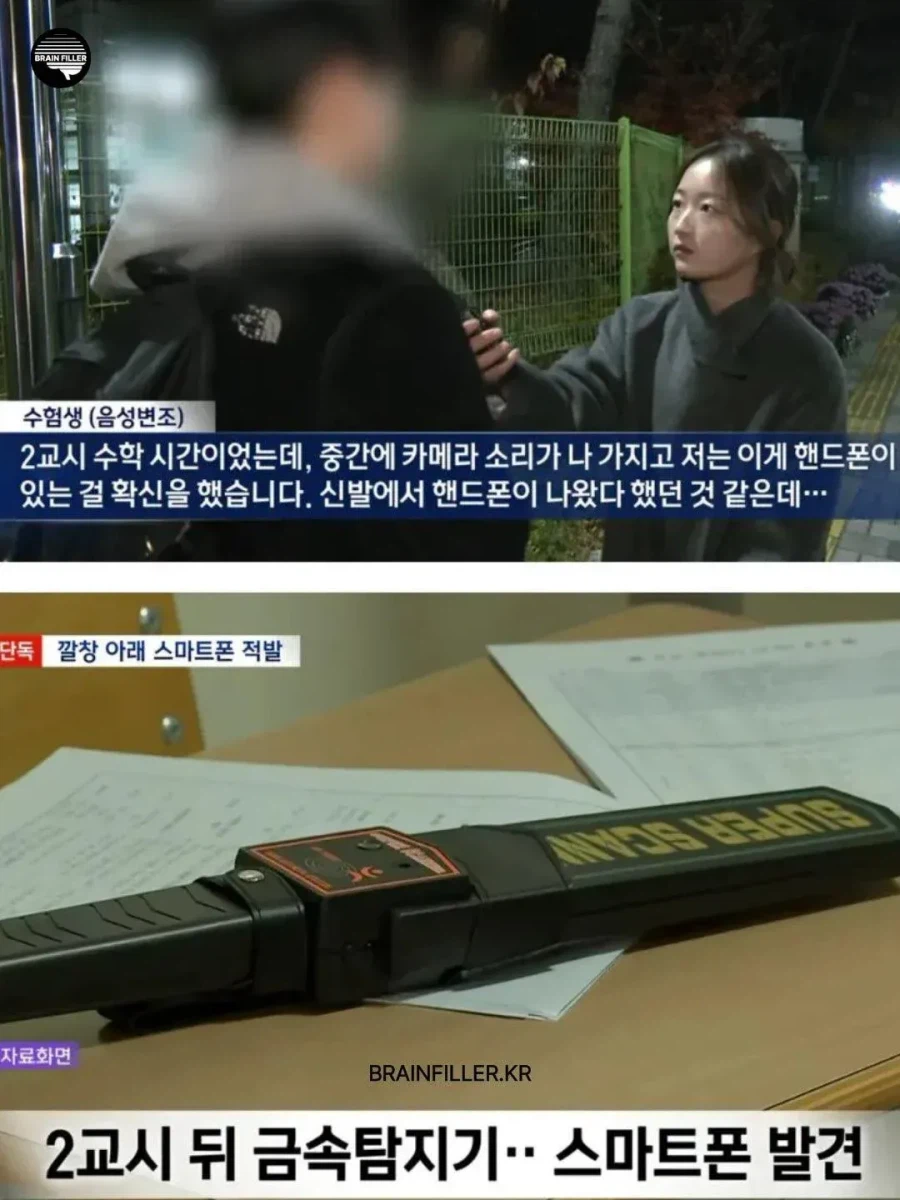 BRAIN FILLER
수험생 (음성변조)
2교시 수학 시간이었는데, 중간에 카메라 소리가 나 가지고 저는 이게 핸드폰이
있는 걸 확신을 했습니다. 신발에서 핸드폰이 나왔다 했던 것 같은데…
단독 깔창 아래 스마트폰 적발
SUPER SCANN
자료화면
BRAINFILLER.KR
2교시 뒤 금속탐지기‥ 스마트폰 발견